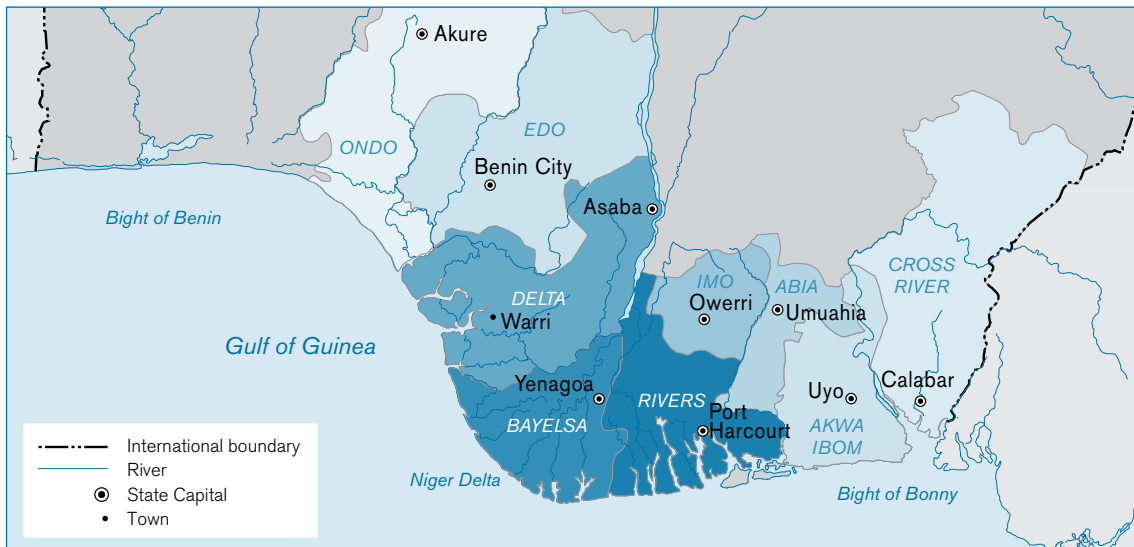 Akure
EDO
ONDO
Benin City
Asaba
Bight of Benin
CROSS
RIVER
IMO
ABIA
DELTA
Owerri
Umuahia
Warri
Gulf of Guinea
Yenagoa
Uyo
Calabar
RIVERS
BAYELSA
Port
Harcourt
AKWA
IBOM
Niger Delta
Bight of Bonny
International boundary
River
State Capital
Town